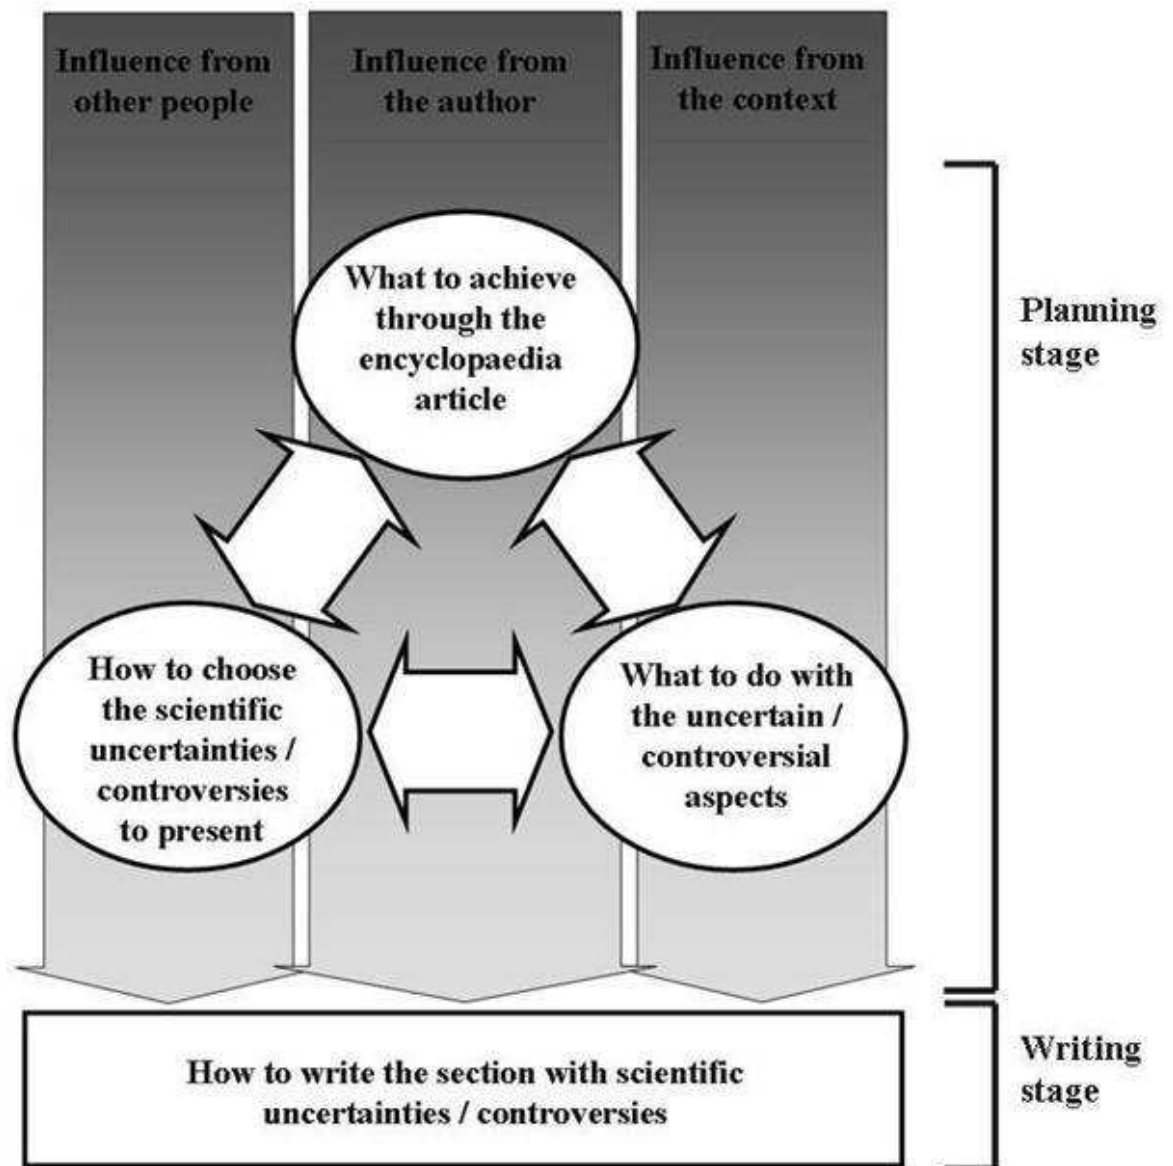 Influence from
other people
Influence from
the author
Influence from
the context
What to achieve
through the
encyclopaedia
article
Planning
stage
How to choose
the scientific
uncertainties /
controversies
to present
What to do with
the uncertain /
controversial
aspects
How to write the section with scientific
uncertainties / controversies
Writing
stage